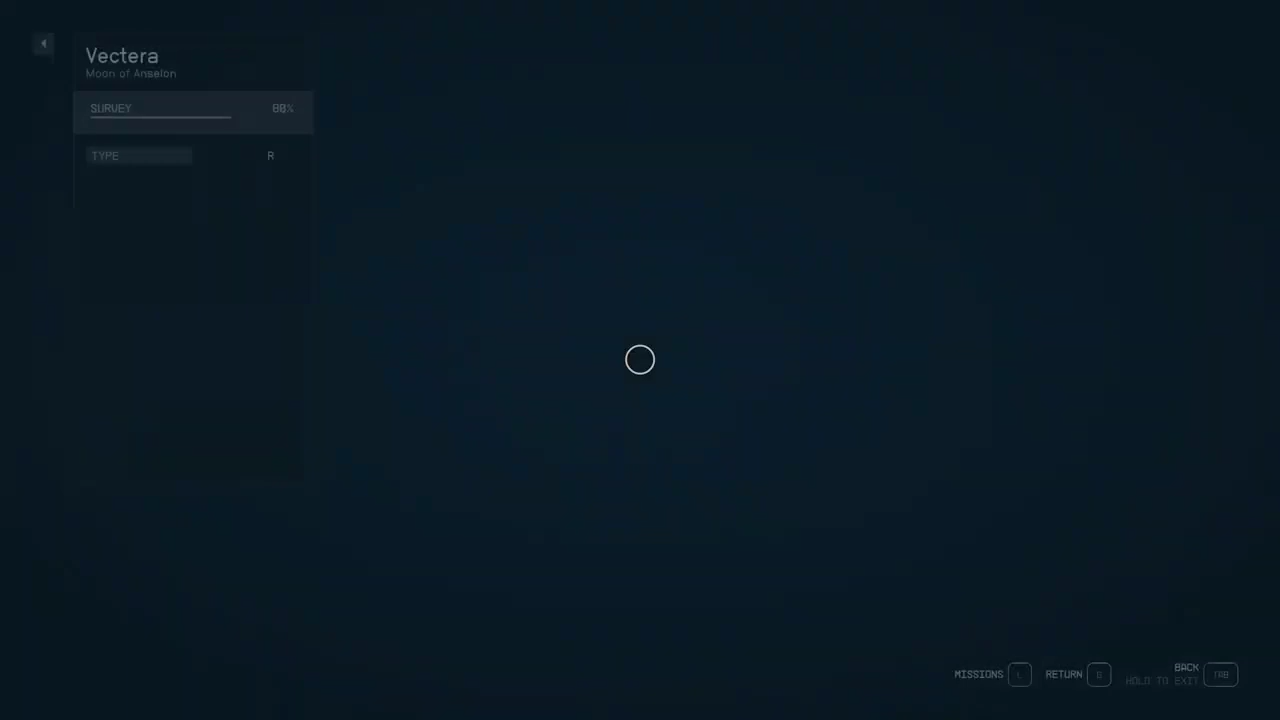 Vectera
Moon of Anselon
SURVEY 80%
TYPE R
MISSIONS L
RETURN R
BACK TAB
HOLD TO EXIT